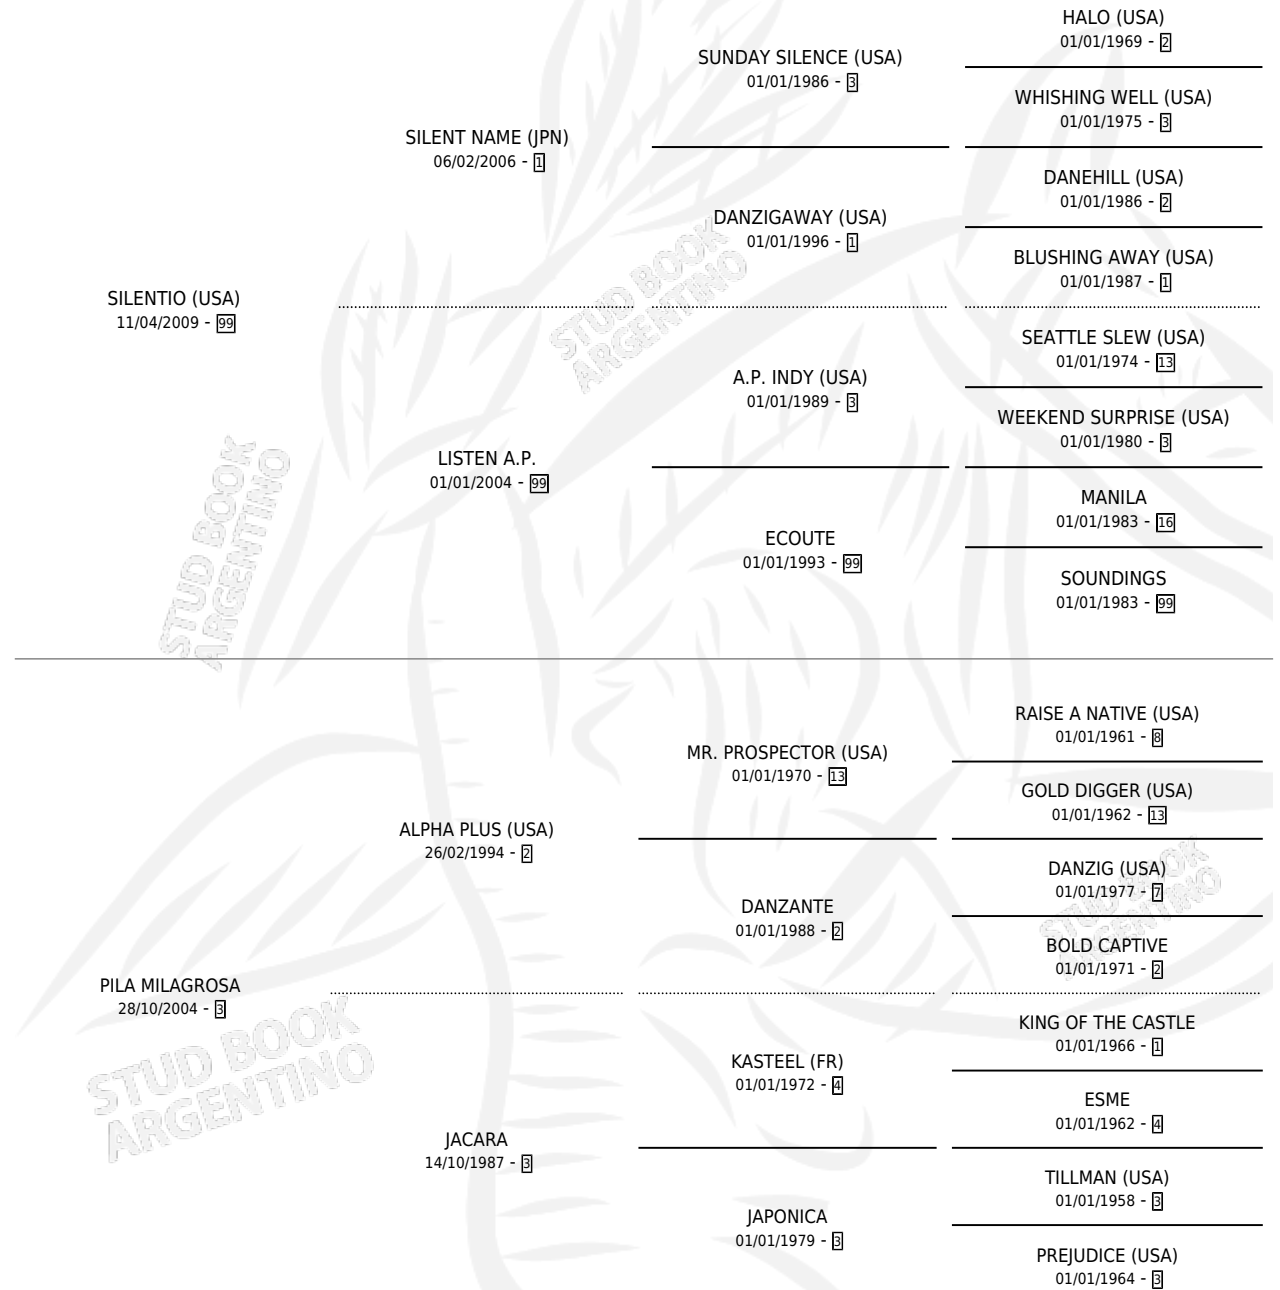 HALO (USA)
01/01/1969 - 2
SUNDAY SILENCE (USA)
01/01/1986 - 3
WHISHING WELL (USA)
01/01/1975 - 3
SILENT NAME (JPN)
06/02/2006 - 1
DANEHILL (USA)
01/01/1986 - 2
DANZIGAWAY (USA)
01/01/1996 - 1
BLUSHING AWAY (USA)
01/01/1987 - 1
SILENTIO (USA)
11/04/2009 - 99
SEATTLE SLEW (USA)
01/01/1974 - 13
A.P. INDY (USA)
01/01/1989 - 3
WEEKEND SURPRISE (USA)
01/01/1980 - 3
LISTEN A.P.
01/01/2004 - 99
MANILA
01/01/1983 - 16
ECOUTE
01/01/1993 - 99
SOUNDINGS
01/01/1983 - 99
RAISE A NATIVE (USA)
01/01/1961 - 8
MR. PROSPECTOR (USA)
01/01/1970 - 13
GOLD DIGGER (USA)
01/01/1962 - 13
ALPHA PLUS (USA)
26/02/1994 - 2
DANZIG (USA)
01/01/1977 - 7
DANZANTE
01/01/1988 - 2
BOLD CAPTIVE
01/01/1971 - 2
PILA MILAGROSA
28/10/2004 - 3
KING OF THE CASTLE
01/01/1966 - 1
KASTEEL (FR)
01/01/1972 - 4
ESME
01/01/1962 - 4
JACARA
14/10/1987 - 3
TILLMAN (USA)
01/01/1958 - 3
JAPONICA
01/01/1979 - 3
PREJUDICE (USA)
01/01/1964 - 3
STUD BOOK
ARGENTINO
STUD BOOK
ARGENTINO
STUD BOOK
ARGENTINO
STUD BOOK
ARGENTINO